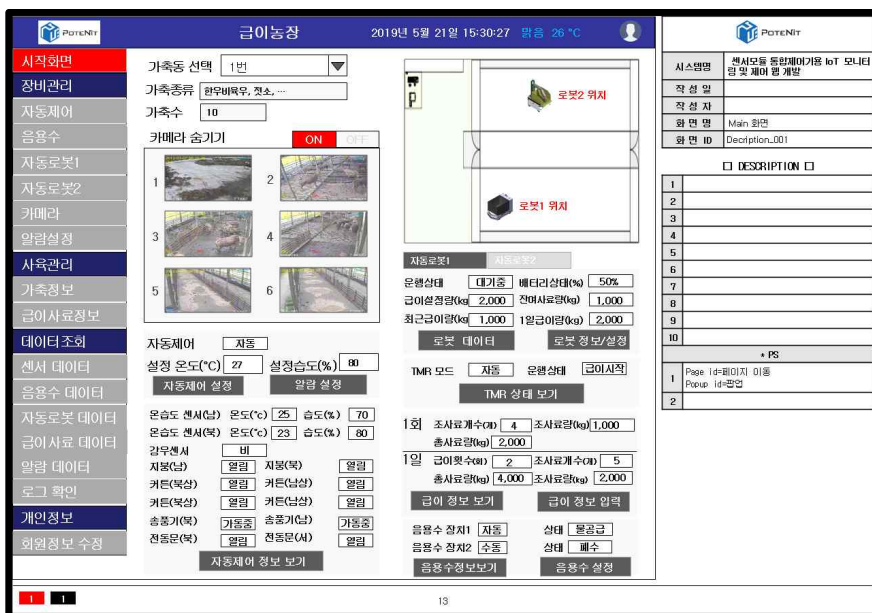 POTENIT
급이농장
2019년 5월 21일 15:30:27 맑음 26 °C
시작화면
장비관리
자동제어
음용수
자동로봇1
자동로봇2
카메라
알람설정
사육관리
가축정보
급이사료정보
데이터조회
센서 데이터
음용수 데이터
자동로봇 데이터
급이사료 데이터
알람 데이터
로그 확인
개인정보
회원정보 수정
가축동 선택 1번
가축종류 한우비육우, 젓소, …
가축수 10
카메라 숨기기 ON OFF
1 2
3 4
5 6
자동제어 자동
설정 온도(°C) 27 설정습도(%) 80
자동제어 설정 알람 설정
온습도 센서(남) 온도(°c) 25 습도(%) 70
온습도 센서(북) 온도(°c) 23 습도(%) 80
강우센서 비
지붕(남) 열림 지붕(북) 열림
커튼(북상) 열림 커튼(남상) 열림
커튼(북상) 열림 커튼(남상) 열림
송풍기(북) 가동중 송풍기(남) 가동중
전동문(북) 열림 전동문(서) 열림
자동제어 정보 보기
P
로봇2 위치
로봇1 위치
자동로봇1 자동로봇2
운행상태 대기중 배터리상태(%) 50%
급이설정량(kg 2,000 잔여사료량(kg) 1,000
최근급이량(kg 1,000 1일급이량(kg) 2,000
로봇 데이터 로봇 정보/설정
TMR 모드 자동 운행상태 급이시작
TMR 상태 보기
1회 조사료개수(개) 4 조사료량(kg) 1,000
총사료량(kg) 2,000
1일 급이횟수(회) 2 조사료개수(개) 5
총사료량(kg) 4,000 조사료량(kg) 2,000
급이 정보 보기 급이 정보 입력
음용수 장치1 자동 상태 물공급
음용수 장치2 수동 상태 폐수
음용수정보보기 음용수 설정
POTENIT
시스템명 센서모듈 통합제어기용 IoT 모니터
링 및 제어 웹 개발
작 성 일
작 성 자
화 면 명 Main 화면
화 면 ID Decription_001
□ DESCRIPTION □
1
2
3
4
5
6
7
8
9
10
* PS
1 Page id=페이지 이동
Popup id=팝업
2
1 1
13